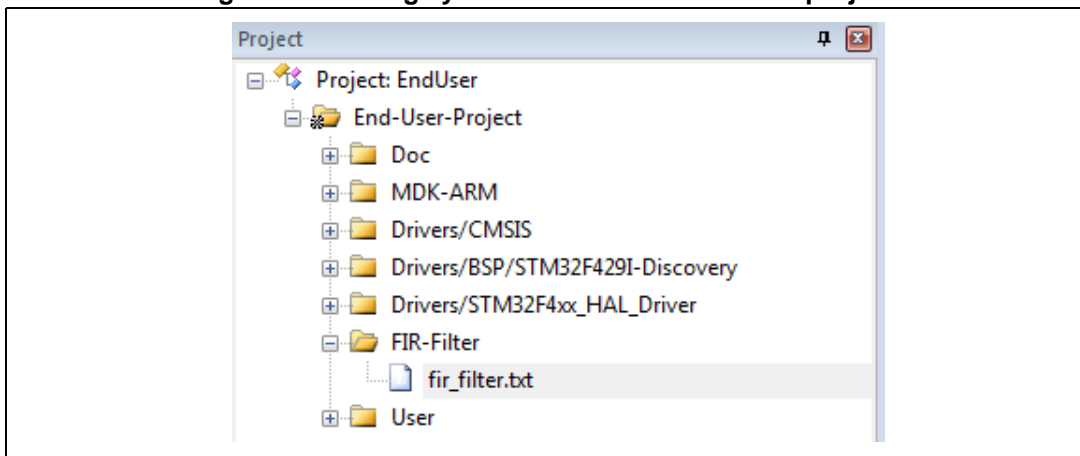 Project
Project: EndUser
End-User-Project
Doc
MDK-ARM
Drivers/CMSIS
Drivers/BSP/STM32F429I-Discovery
Drivers/STM32F4xx_HAL_Driver
FIR-Filter
fir_filter.txt
User